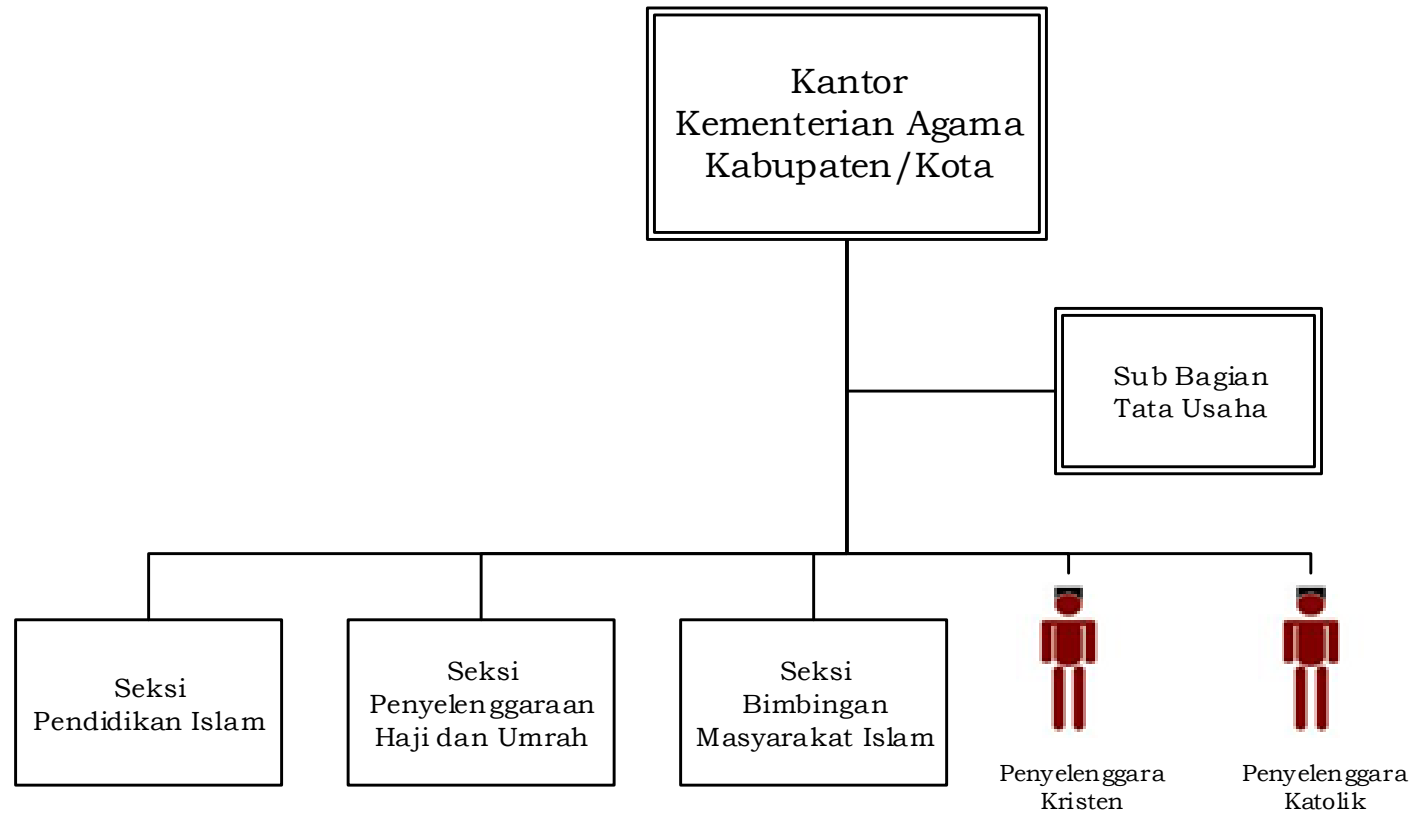 Kantor
Kementerian Agama
Kabupaten/Kota
Sub Bagian
Tata Usaha
Seksi
Pendidikan Islam
Seksi
Penyelenggaraan
Haji dan Umrah
Seksi
Bimbingan
Masyarakat Islam
Penyelenggara
Kristen
Penyelenggara
Katolik